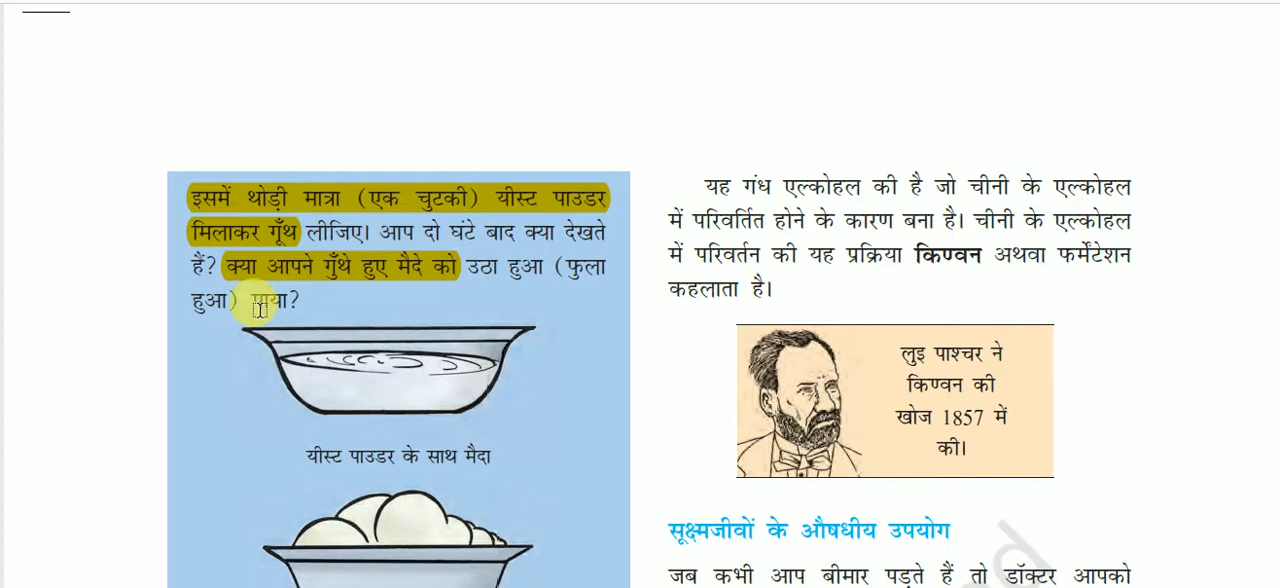 इसमें थोड़ी मात्रा (एक चुटकी) यीस्ट पाउडर
मिलाकर गूँथ लीजिए। आप दो घंटे बाद क्या देखते
हैं? क्या आपने गुँथे हुए मैदे को उठा हुआ (फुला
हुआ) पाया?
यीस्ट पाउडर के साथ मैदा
यह गंध एल्कोहल की है जो चीनी के एल्कोहल
में परिवर्तित होने के कारण बना है। चीनी के एल्कोहल
में परिवर्तन की यह प्रक्रिया किण्वन अथवा फर्मेंटेशन
कहलाता है।
लुइ पाश्चर ने
किण्वन की
खोज 1857 में
की।
सूक्ष्मजीवों के औषधीय उपयोग
जब कभी आप बीमार पड़ते हैं तो डॉक्टर आपको